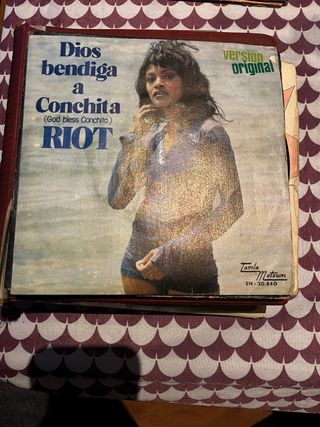 Dios
bendiga
a
Conchita
(God bless Conchita)
RIOT
versión
original
Tamla
Motown
SN - 20.840